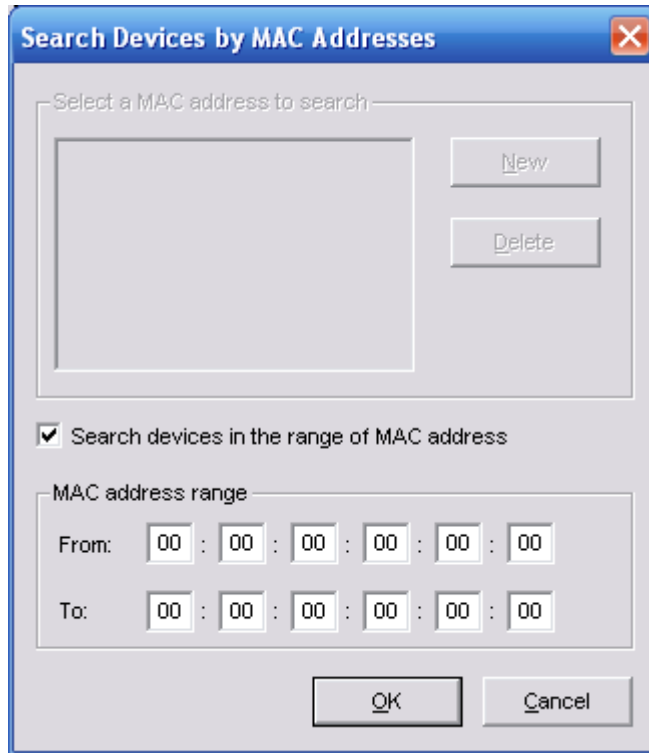 Search Devices by MAC Addresses
Select a MAC address to search
New
Delete
Search devices in the range of MAC address
MAC address range
From: 00 : 00 : 00 : 00 : 00 : 00
To: 00 : 00 : 00 : 00 : 00 : 00
OK Cancel